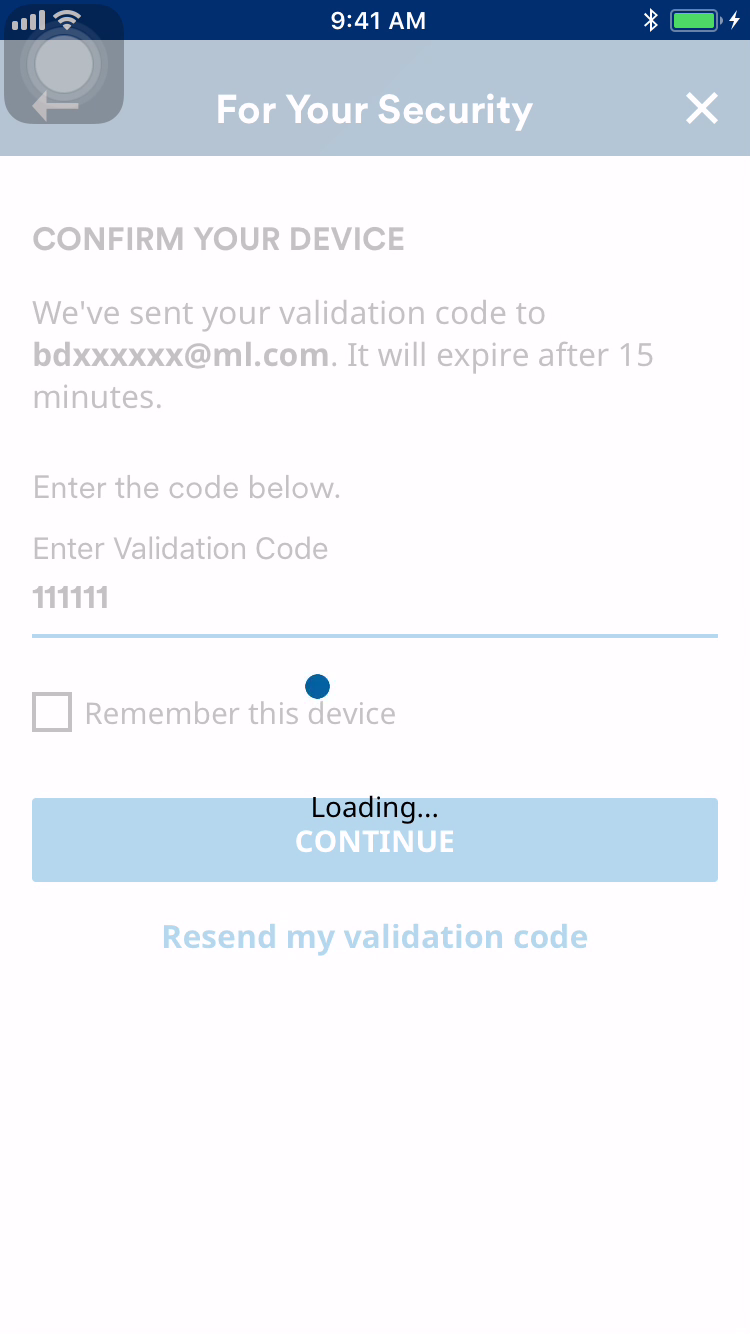 9:41 AM
For Your Security
CONFIRM YOUR DEVICE
We've sent your validation code to
bdxxxxxx@ml.com. It will expire after 15
minutes.
Enter the code below.
Enter Validation Code
111111
Remember this device
Loading...
CONTINUE
Resend my validation code